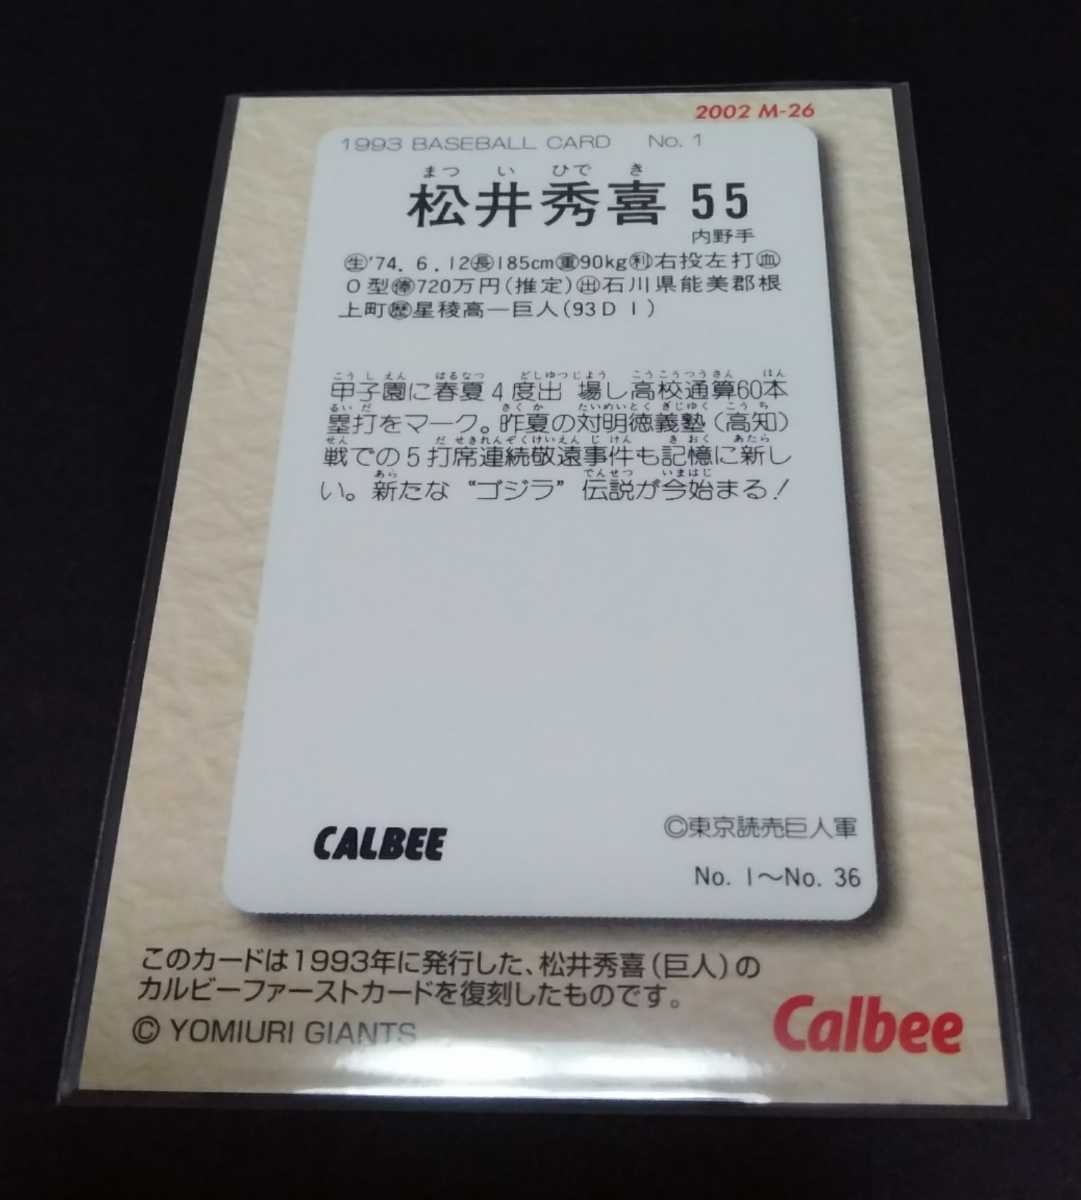 2002 M-26
1993 BASEBALL CARD No. 1
まつ い ひで き
松井秀喜 55
内野手
㊤'74. 6. 12㊥185cm㊦90kg㊧右投左打㊨
O型㊝720万円(推定)㊞石川県能美郡根
上町㊟星稜高―巨人(93D1)
こうしえん はるなつ どしゆつじよう こうこうつうさん ほん
甲子園に春夏4度出 場し高校通算60本
るいだ さくか たいめいとくぎじゆく こうち
塁打をマーク。昨夏の対明徳義塾(高知)
せん だせきれんぞくけいえんじけん きおく あたら
戦での5打席連続敬遠事件も記憶に新し
あら でんせつ いまはじ
い。新たな“ゴジラ”伝説が今始まる!
CALBEE
©東京読売巨人軍
No. 1〜No. 36
このカードは1993年に発行した、松井秀喜(巨人)の
カルビーファーストカードを復刻したものです。
© YOMIURI GIANTS
Calbee